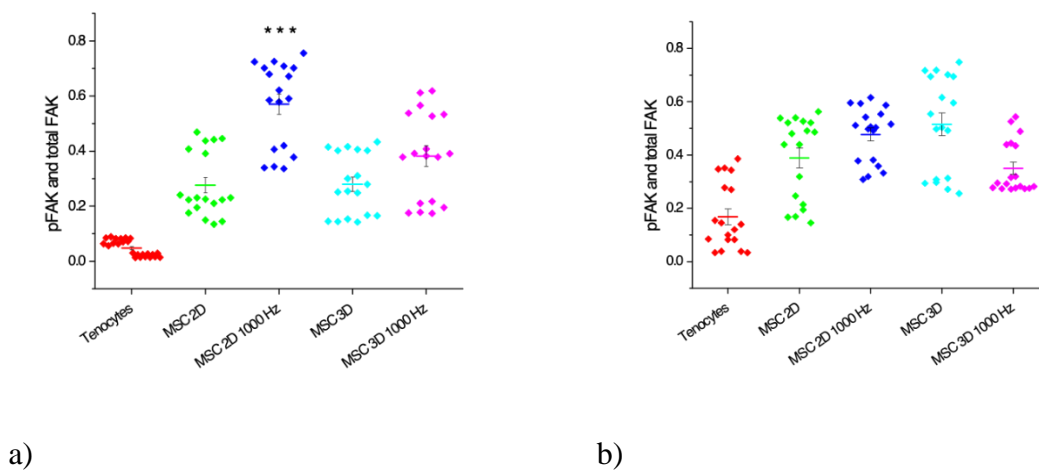 * * *
0.8
0.6
0.4
0.2
0.0
pFAK and total FAK
Tenocytes
MSC 2D
MSC 2D 1000 Hz
MSC 3D
MSC 3D 1000 Hz
a)
0.8
0.6
0.4
0.2
0.0
pFAK and total FAK
Tenocytes
MSC 2D
MSC 2D 1000 Hz
MSC 3D
MSC 3D 1000 Hz
b)